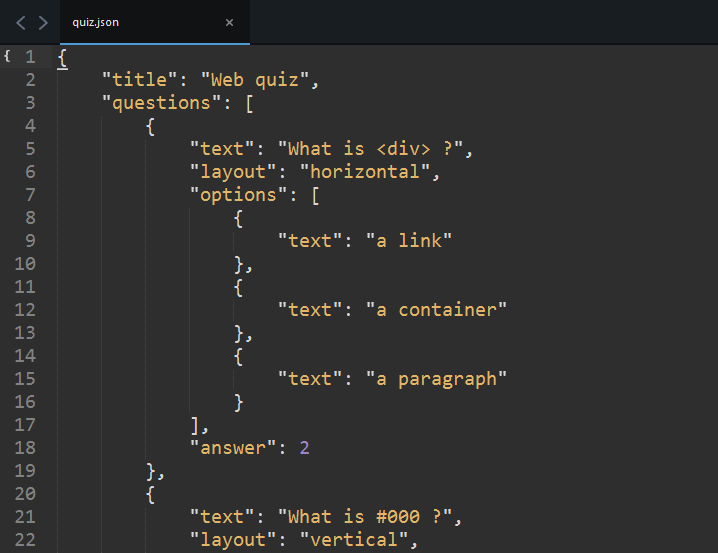 quiz.json ×
{ 1 {
2 "title": "Web quiz",
3 "questions": [
4 {
5 "text": "What is <div> ?",
6 "layout": "horizontal",
7 "options": [
8 {
9 "text": "a link"
10 },
11 {
12 "text": "a container"
13 },
14 {
15 "text": "a paragraph"
16 }
17 ],
18 "answer": 2
19 },
20 {
21 "text": "What is #000 ?",
22 "layout": "vertical",